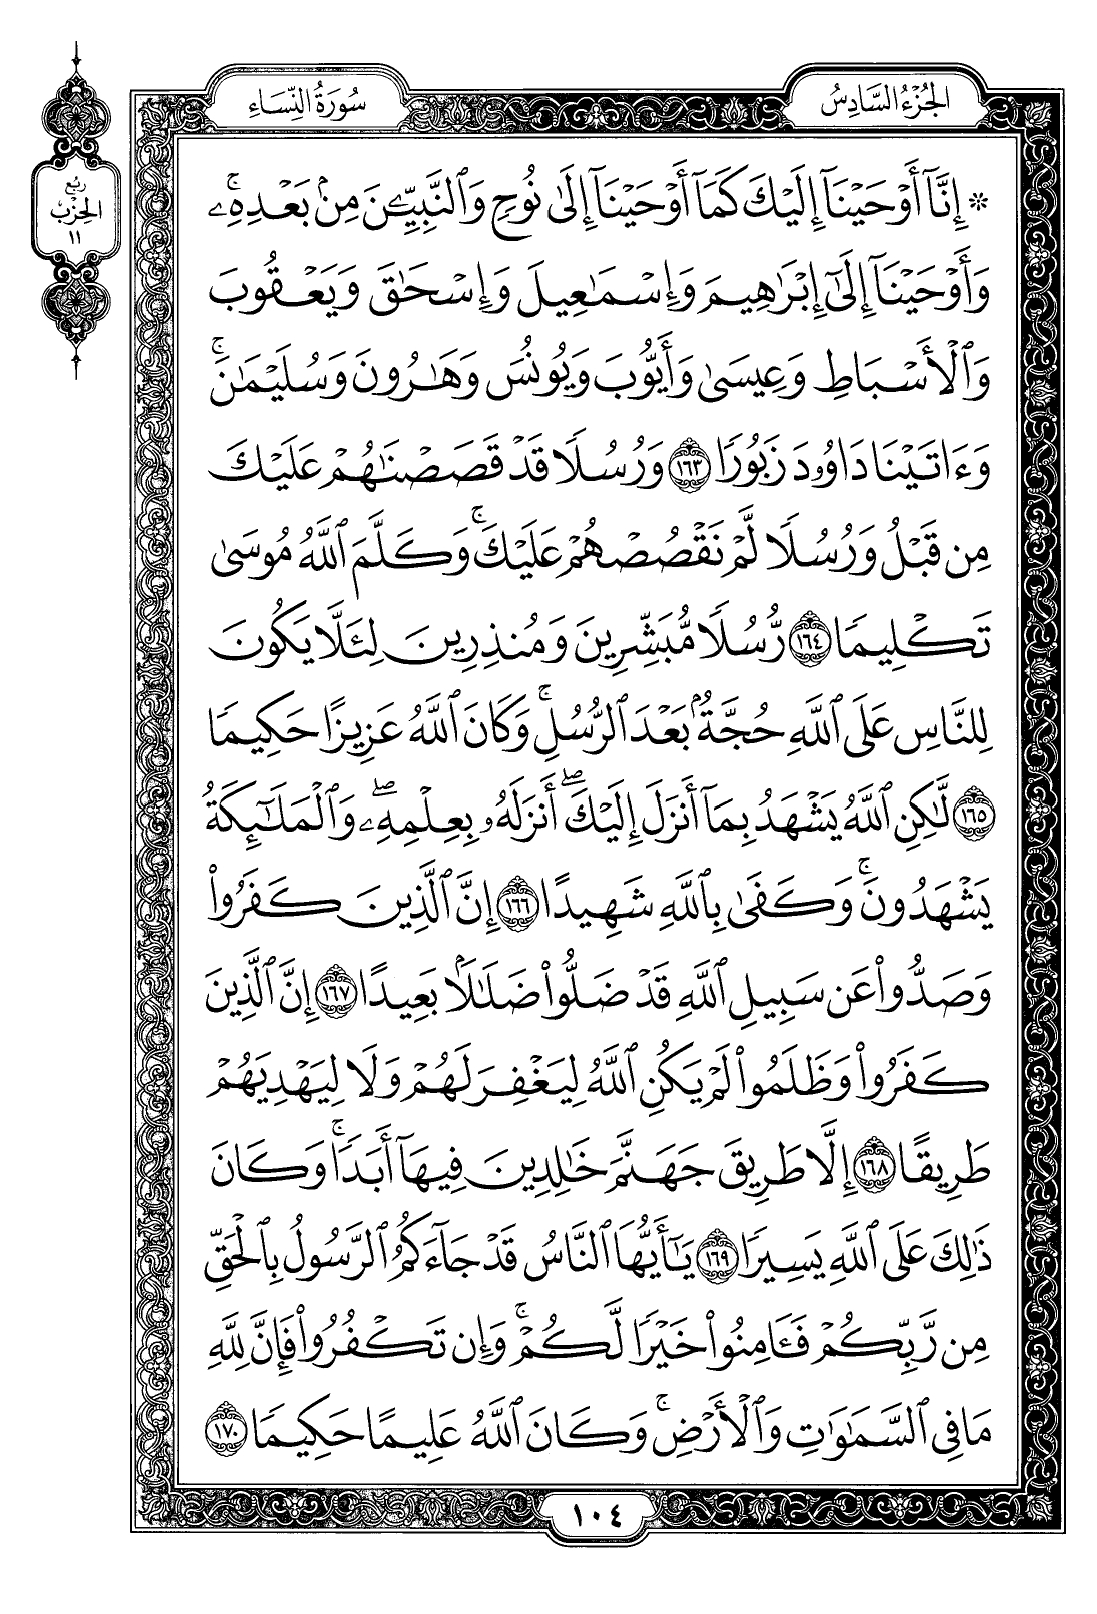 الجُزْءُ السَّادِسُ
سُورَةُ النِّسَاءِ
رُبْع
الحِزْب
١١
۞ إِنَّآ أَوْحَيْنَآ إِلَيْكَ كَمَآ أَوْحَيْنَآ إِلَىٰ نُوحٍ وَٱلنَّبِيِّـۧنَ مِنۢ بَعْدِهِۦۚ
وَأَوْحَيْنَآ إِلَىٰٓ إِبْرَٰهِيمَ وَإِسْمَٰعِيلَ وَإِسْحَٰقَ وَيَعْقُوبَ
وَٱلْأَسْبَاطِ وَعِيسَىٰ وَأَيُّوبَ وَيُونُسَ وَهَٰرُونَ وَسُلَيْمَٰنَۚ
وَءَاتَيْنَا دَاوُۥدَ زَبُورًا ١٦٣ وَرُسُلًا قَدْ قَصَصْنَٰهُمْ عَلَيْكَ
مِن قَبْلُ وَرُسُلًا لَّمْ نَقْصُصْهُمْ عَلَيْكَۚ وَكَلَّمَ ٱللَّهُ مُوسَىٰ
تَكْلِيمًا ١٦٤ رُّسُلًا مُّبَشِّرِينَ وَمُنذِرِينَ لِئَلَّا يَكُونَ
لِلنَّاسِ عَلَى ٱللَّهِ حُجَّةٌۢ بَعْدَ ٱلرُّسُلِۚ وَكَانَ ٱللَّهُ عَزِيزًا حَكِيمًا
١٦٥ لَّٰكِنِ ٱللَّهُ يَشْهَدُ بِمَآ أَنزَلَ إِلَيْكَۖ أَنزَلَهُۥ بِعِلْمِهِۦۖ وَٱلْمَلَٰٓئِكَةُ
يَشْهَدُونَۚ وَكَفَىٰ بِٱللَّهِ شَهِيدًا ١٦٦ إِنَّ ٱلَّذِينَ كَفَرُوا۟
وَصَدُّوا۟ عَن سَبِيلِ ٱللَّهِ قَدْ ضَلُّوا۟ ضَلَٰلًۢا بَعِيدًا ١٦٧ إِنَّ ٱلَّذِينَ
كَفَرُوا۟ وَظَلَمُوا۟ لَمْ يَكُنِ ٱللَّهُ لِيَغْفِرَ لَهُمْ وَلَا لِيَهْدِيَهُمْ
طَرِيقًا ١٦٨ إِلَّا طَرِيقَ جَهَنَّمَ خَٰلِدِينَ فِيهَآ أَبَدًاۚ وَكَانَ
ذَٰلِكَ عَلَى ٱللَّهِ يَسِيرًا ١٦٩ يَٰٓأَيُّهَا ٱلنَّاسُ قَدْ جَآءَكُمُ ٱلرَّسُولُ بِٱلْحَقِّ
مِن رَّبِّكُمْ فَـَٔامِنُوا۟ خَيْرًا لَّكُمْۚ وَإِن تَكْفُرُوا۟ فَإِنَّ لِلَّهِ
مَا فِى ٱلسَّمَٰوَٰتِ وَٱلْأَرْضِۚ وَكَانَ ٱللَّهُ عَلِيمًا حَكِيمًا ١٧٠
١٠٤